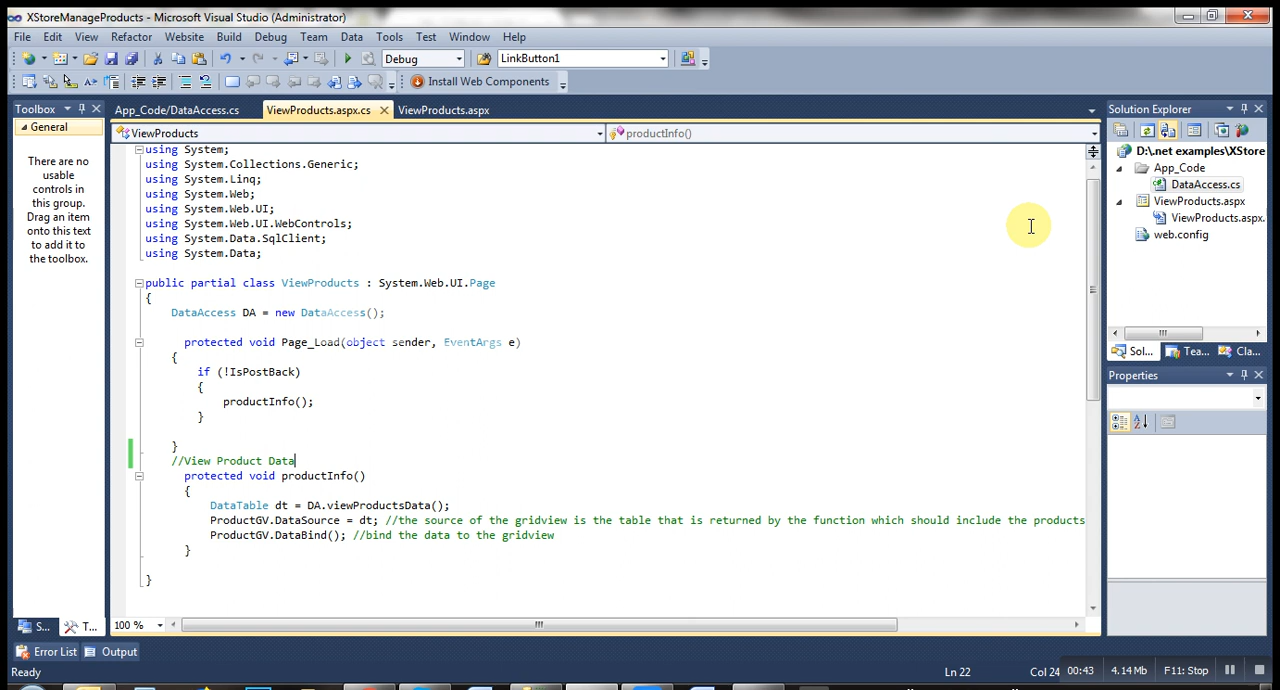 XStoreManageProducts - Microsoft Visual Studio (Administrator)
File Edit View Refactor Website Build Debug Team Data Tools Test Window Help
Debug LinkButton1
Install Web Components
Toolbox
General
There are no
usable
controls in
this group.
Drag an item
onto this text
to add it to
the toolbox.
S... T...
App_Code/DataAccess.cs ViewProducts.aspx.cs ViewProducts.aspx
ViewProducts productInfo()
using System;
using System.Collections.Generic;
using System.Linq;
using System.Web;
using System.Web.UI;
using System.Web.UI.WebControls;
using System.Data.SqlClient;
using System.Data;
public partial class ViewProducts : System.Web.UI.Page
{
DataAccess DA = new DataAccess();
protected void Page_Load(object sender, EventArgs e)
{
if (!IsPostBack)
{
productInfo();
}
}
//View Product Data
protected void productInfo()
{
DataTable dt = DA.viewProductsData();
ProductGV.DataSource = dt; //the source of the gridview is the table that is returned by the function which should include the products
ProductGV.DataBind(); //bind the data to the gridview
}
}
100 %
Solution Explorer
D:\.net examples\XStore
App_Code
DataAccess.cs
ViewProducts.aspx
ViewProducts.aspx.
web.config
Sol... Tea... Cla...
Properties
Error List Output
Ready Ln 22 Col 24 00:43 4.14 Mb F11: Stop